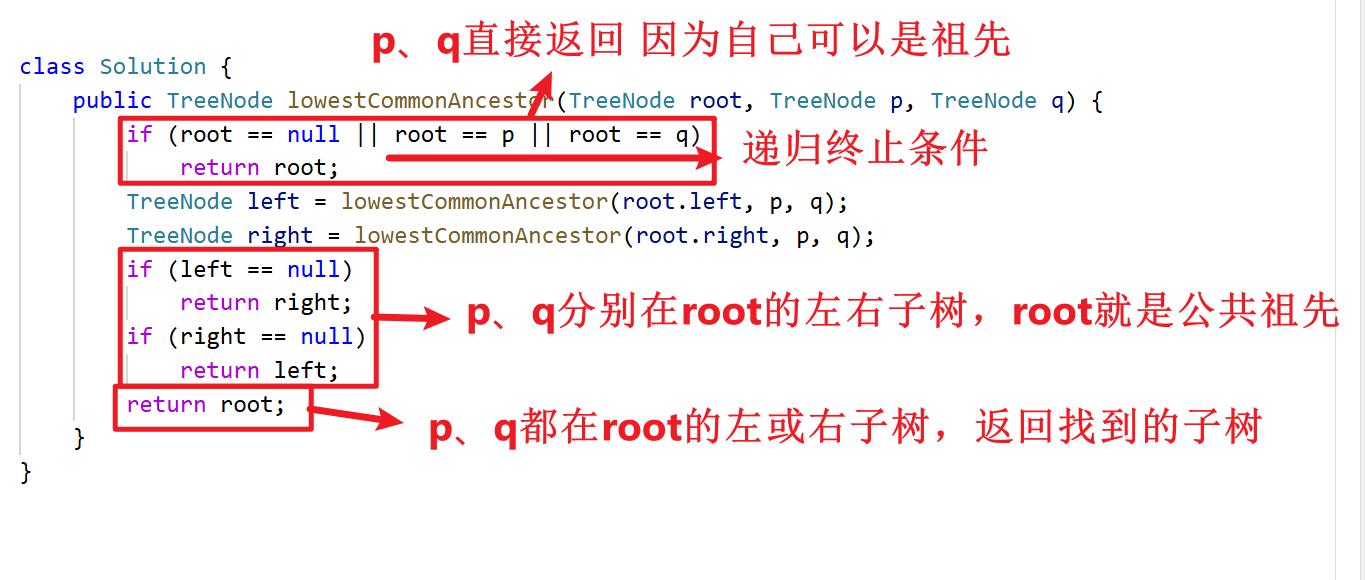 p、q直接返回 因为自己可以是祖先
class Solution {
public TreeNode lowestCommonAncestor(TreeNode root, TreeNode p, TreeNode q) {
if (root == null || root == p || root == q)
递归终止条件
return root;
TreeNode left = lowestCommonAncestor(root.left, p, q);
TreeNode right = lowestCommonAncestor(root.right, p, q);
if (left == null)
return right;
p、q分别在root的左右子树，root就是公共祖先
if (right == null)
return left;
return root;
p、q都在root的左或右子树，返回找到的子树
}
}